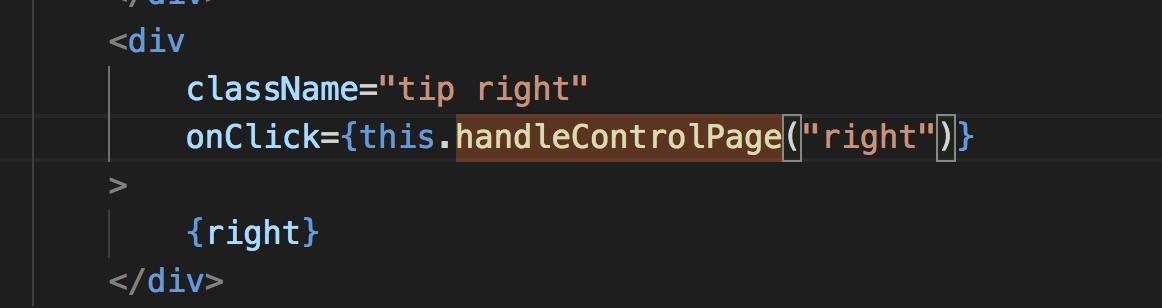 </div>
<div
className="tip right"
onClick={this.handleControlPage("right")}
>
{right}
</div>